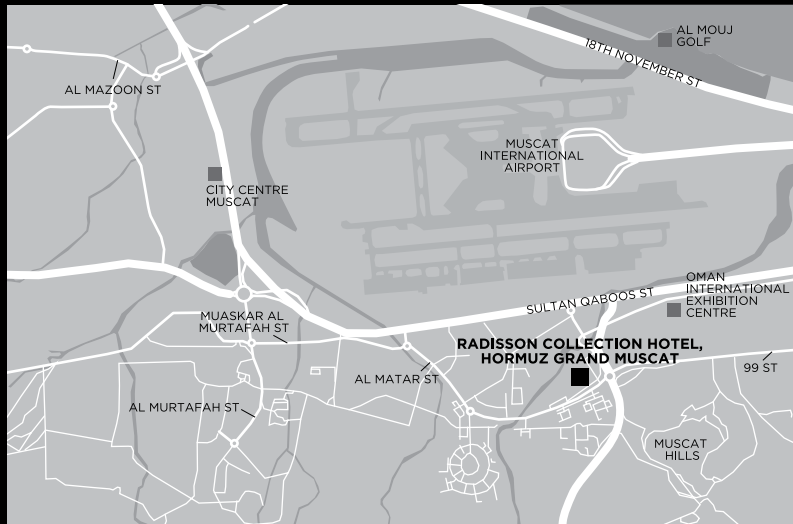 AL MOUJ
GOLF
18TH NOVEMBER ST
AL MAZOON ST
MUSCAT
INTERNATIONAL
AIRPORT
CITY CENTRE
MUSCAT
OMAN
INTERNATIONAL
EXHIBITION
CENTRE
SULTAN QABOOS ST
MUASKAR AL
MURTAFAH ST
RADISSON COLLECTION HOTEL,
HORMUZ GRAND MUSCAT
99 ST
AL MATAR ST
AL MURTAFAH ST
MUSCAT
HILLS